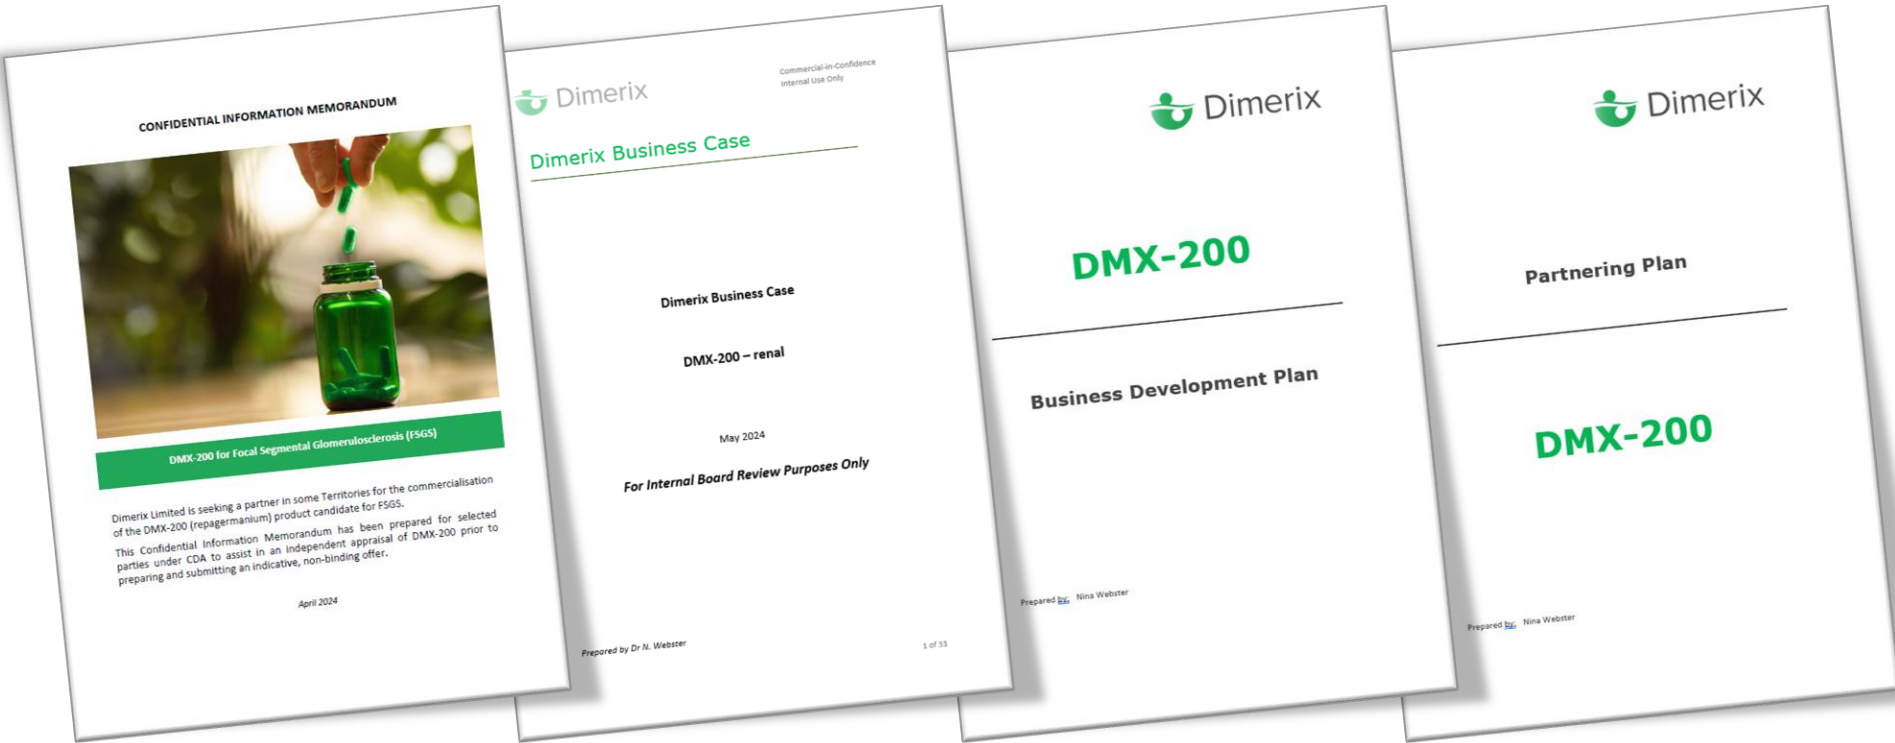 CONFIDENTIAL INFORMATION MEMORANDUM
DMX-200 for Focal Segmental Glomerulosclerosis (FSGS)
Dimerix Limited is seeking a partner in some Territories for the commercialisation
of the DMX-200 (repagermanium) product candidate for FSGS.
This Confidential Information Memorandum has been prepared for selected
parties under CDA to assist in an independent appraisal of DMX-200 prior to
preparing and submitting an indicative, non-binding offer.
April 2024
Dimerix
Commercial-in-Confidence
Internal Use Only
Dimerix Business Case
Dimerix Business Case
DMX-200 – renal
May 2024
For Internal Board Review Purposes Only
Prepared by Dr N. Webster
1 of 33
Dimerix
DMX-200
Business Development Plan
Prepared by: Nina Webster
Dimerix
Partnering Plan
DMX-200
Prepared by: Nina Webster